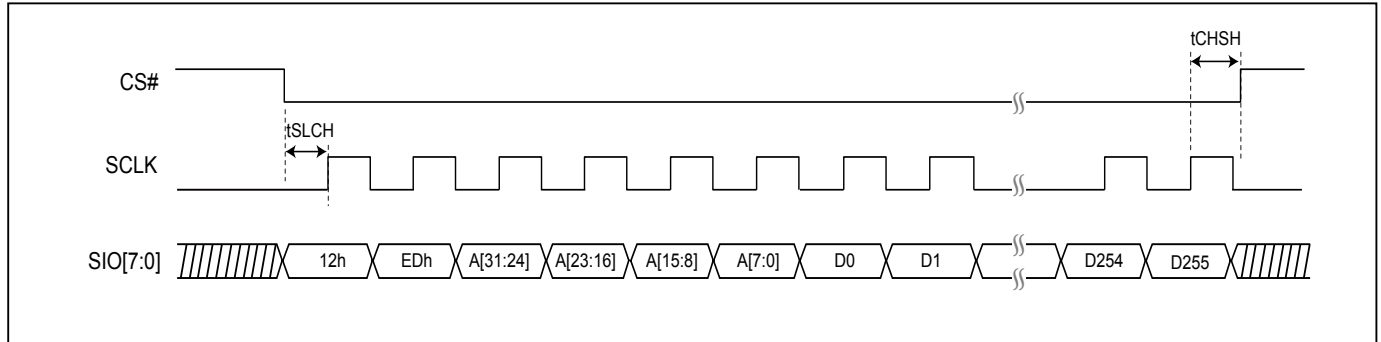 tCHSH
CS#
tSLCH
SCLK
SIO[7:0] 12h EDh A[31:24] A[23:16] A[15:8] A[7:0] D0 D1 D254 D255